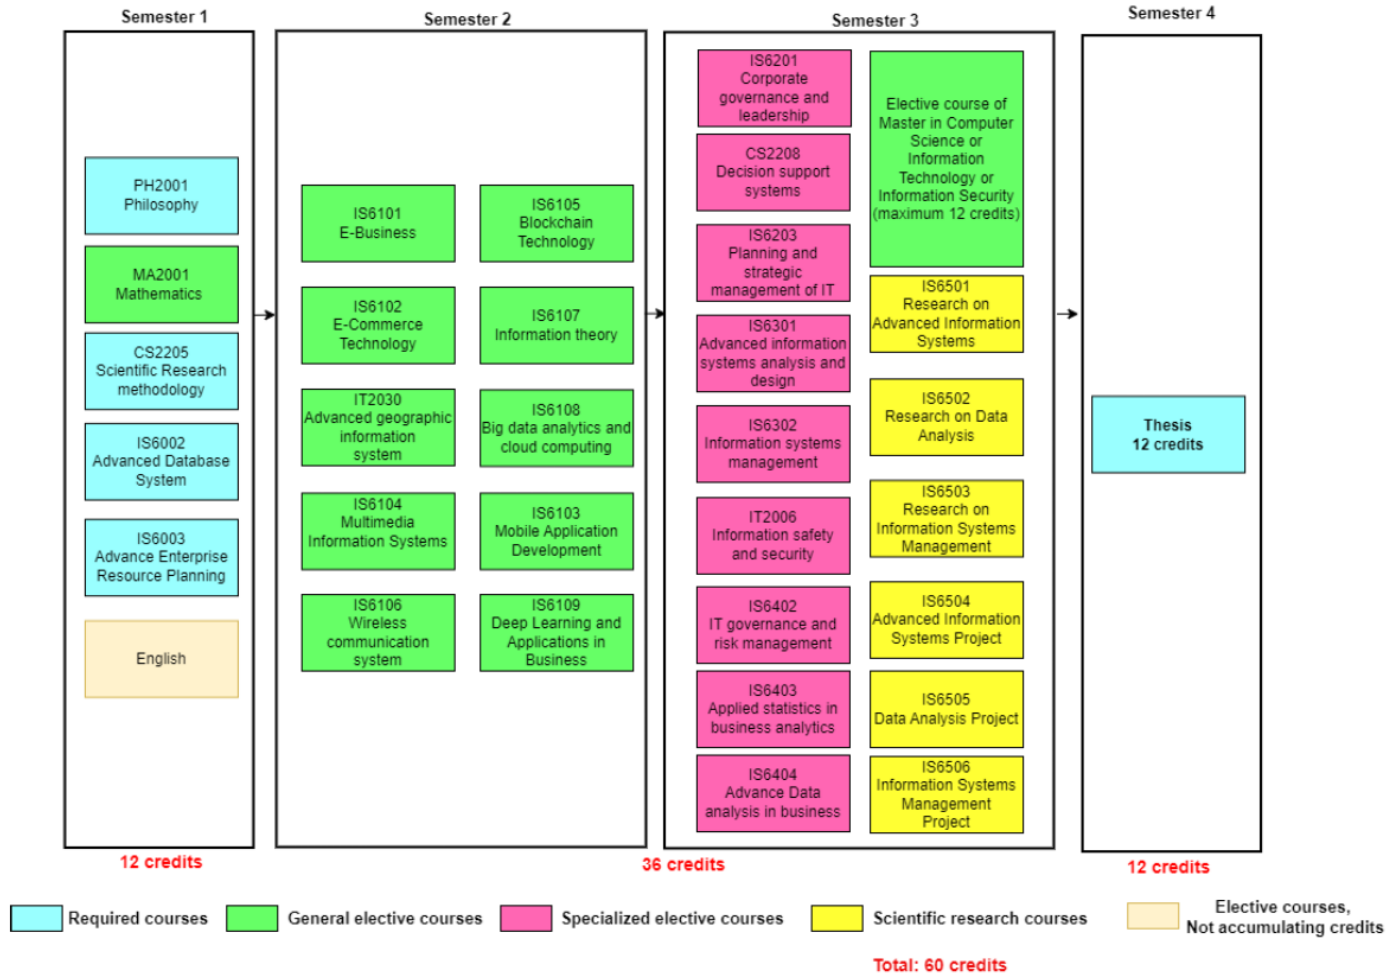 Semester 1
PH2001
Philosophy
MA2001
Mathematics
CS2205
Scientific Research
methodology
IS6002
Advanced Database
System
IS6003
Advance Enterprise
Resource Planning
English
12 credits
Semester 2
IS6101
E-Business
IS6102
E-Commerce
Technology
IT2030
Advanced geographic
information
system
IS6104
Multimedia
Information Systems
IS6106
Wireless
communication
system
IS6105
Blockchain
Technology
IS6107
Information theory
IS6108
Big data analytics and
cloud computing
IS6103
Mobile Application
Development
IS6109
Deep Learning and
Applications in
Business
Semester 3
IS6201
Corporate
governance and
leadership
CS2208
Decision support
systems
IS6203
Planning and
strategic
management of IT
IS6301
Advanced information
systems analysis and
design
IS6302
Information systems
management
IT2006
Information safety
and security
IS6402
IT governance and
risk management
IS6403
Applied statistics in
business analytics
IS6404
Advance Data
analysis in business
Elective course of
Master in Computer
Science or
Information
Technology or
Information Security
(maximum 12 credits)
IS6501
Research on
Advanced Information
Systems
IS6502
Research on Data
Analysis
IS6503
Research on
Information Systems
Management
IS6504
Advanced Information
Systems Project
IS6505
Data Analysis Project
IS6506
Information Systems
Management
Project
36 credits
Semester 4
Thesis
12 credits
12 credits
Required courses
General elective courses
Specialized elective courses
Scientific research courses
Elective courses,
Not accumulating credits
Total: 60 credits